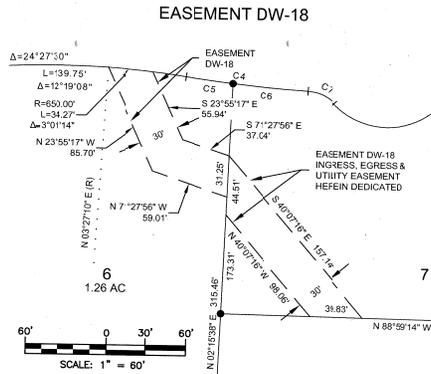 EASEMENT DW-18
Δ=24°27'30"
EASEMENT
DW-18
L=139.75'
Δ=12°19'08"
R=650.00'
L=34.27'
Δ=3°01'14"
N 23°55'17" W
85.70'
C4
C5
C6
C7
S 23°55'17" E
55.94'
30'
S 71°27'56" E
37.04'
EASEMENT DW-18
INGRESS, EGRESS &
UTILITY EASEMENT
HEREIN DEDICATED
31.25'
44.51'
N 71°27'56" W
59.01'
N 03°27'10" E (R)
S 40°07'16" E
157.14'
N 40°07'16" W
98.06'
173.31'
30'
6
1.26 AC.
7
315.46'
N 02°15'38" E
39.83'
N 88°59'14" W
60' 0 30' 60'
SCALE: 1" = 60'